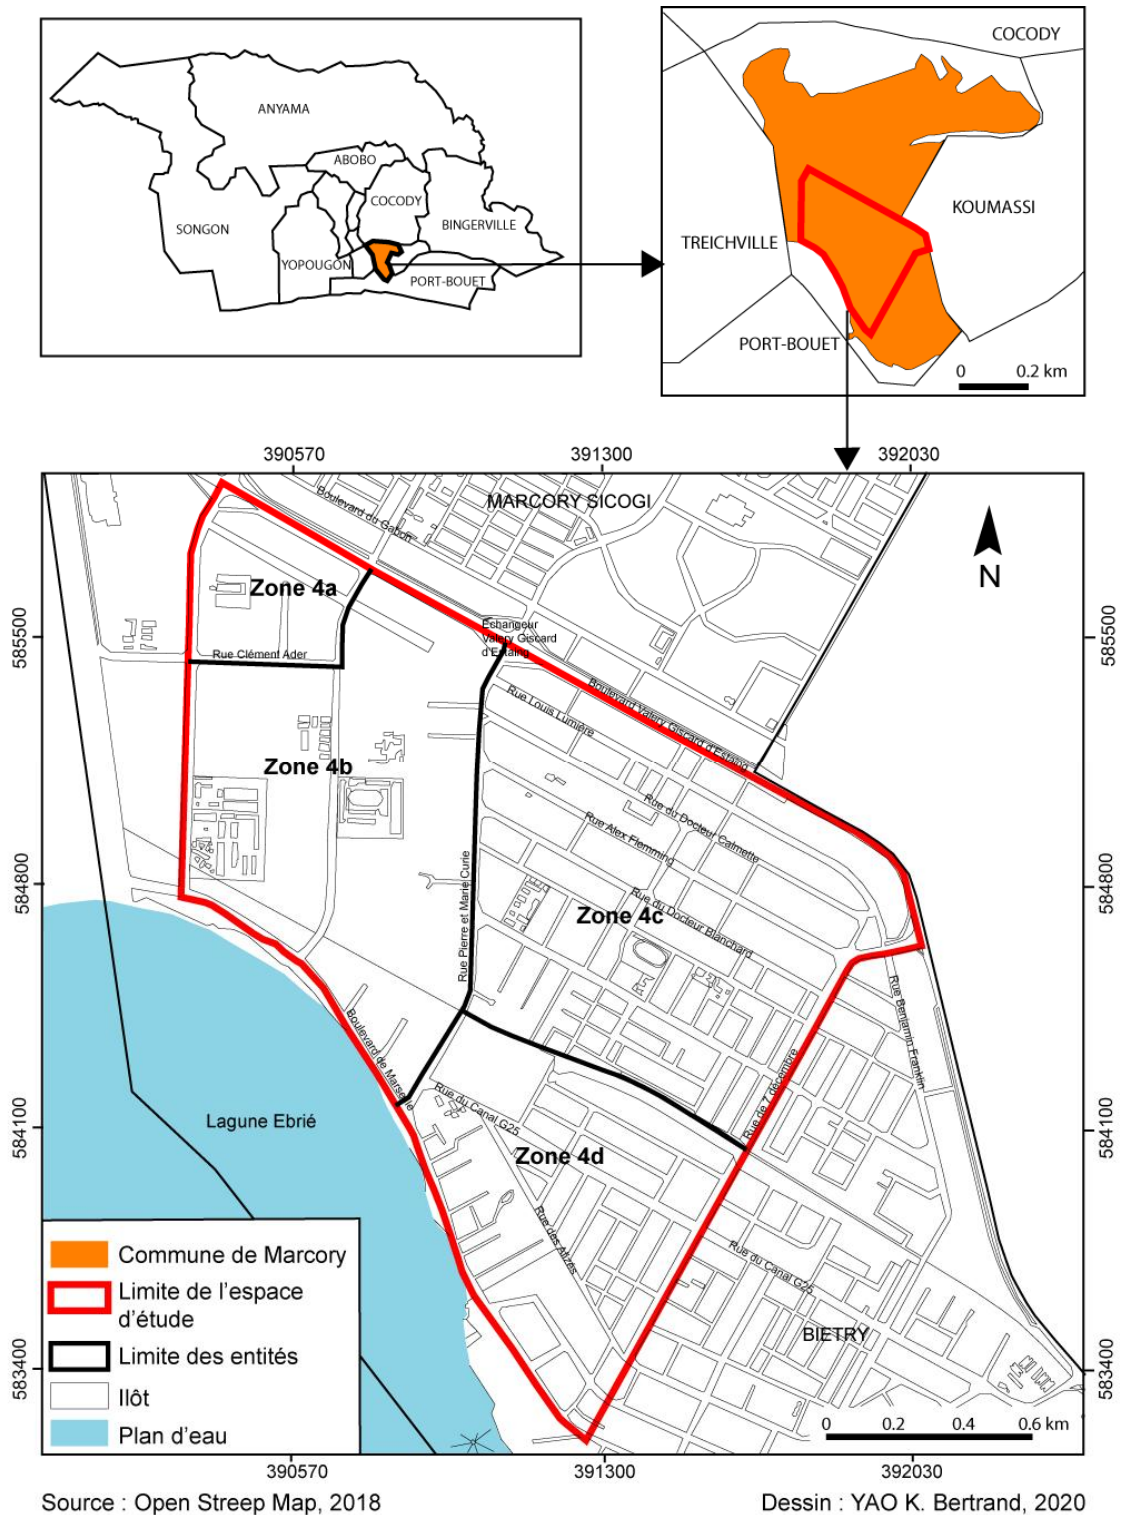 ANYAMA
ABOBO
COCODY
SONGON
BINGERVILLE
YOPOUGON
PORT-BOUET
COCODY
KOUMASSI
TREICHVILLE
PORT-BOUET
0 0.2 km
390570 391300 392030
MARCORY SICOGI
Boulevard du Gabon
N
Zone 4a
585500
585500
Echangeur
Valery Giscard
d'Estaing
Rue Clément Ader
Boulevard Valery Giscard d'Estaing
Rue Louis Lumière
Zone 4b
Rue du Docteur Calmette
Rue Alex Flemming
584800
584800
Rue Pierre et Marie Curie
Zone 4c
Rue du Docteur Blanchard
Rue Benjamin Franklin
Boulevard de Marseille
Rue de 7 décembre
Rue du Canal G25
Lagune Ebrié
584100
584100
Zone 4d
Rue des Alizés
Rue du Canal G25
BIETRY
Commune de Marcory
Limite de l'espace
d'étude
Limite des entités
Ilôt
Plan d'eau
583400
583400
0 0.2 0.4 0.6 km
390570 391300 392030
Source : Open Streep Map, 2018
Dessin : YAO K. Bertrand, 2020